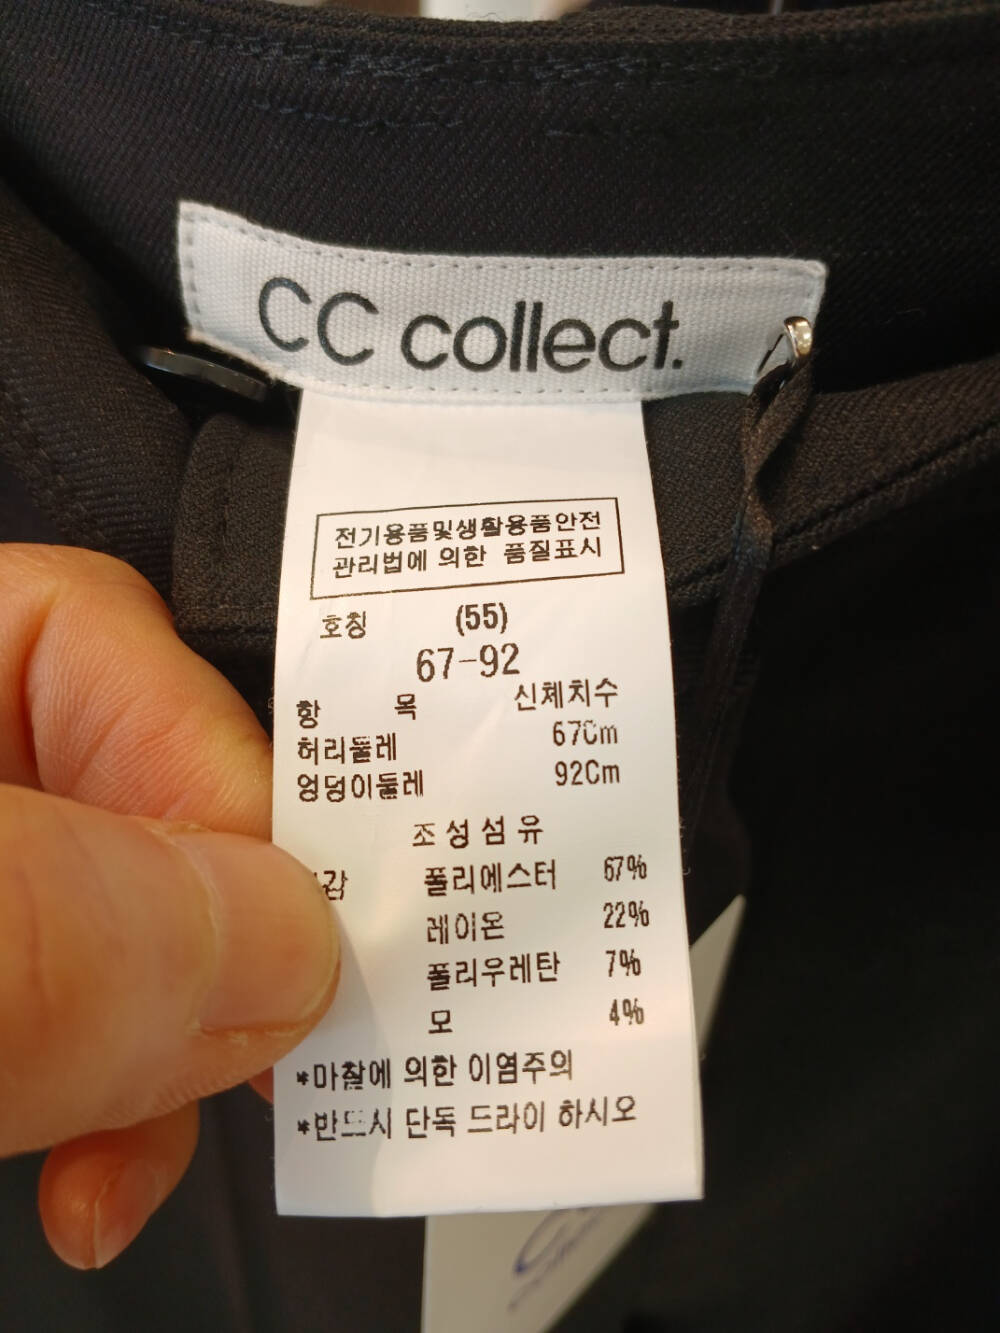 CC collect.
전기용품및생활용품안전
관리법에 의한 품질표시
호칭 (55)
67-92
항 목 신체치수
허리둘레 67Cm
엉덩이둘레 92Cm
조성섬유
폴리에스터 67%
레이온 22%
폴리우레탄 7%
모 4%
*마찰에 의한 이염주의
*반드시 단독 드라이 하시오